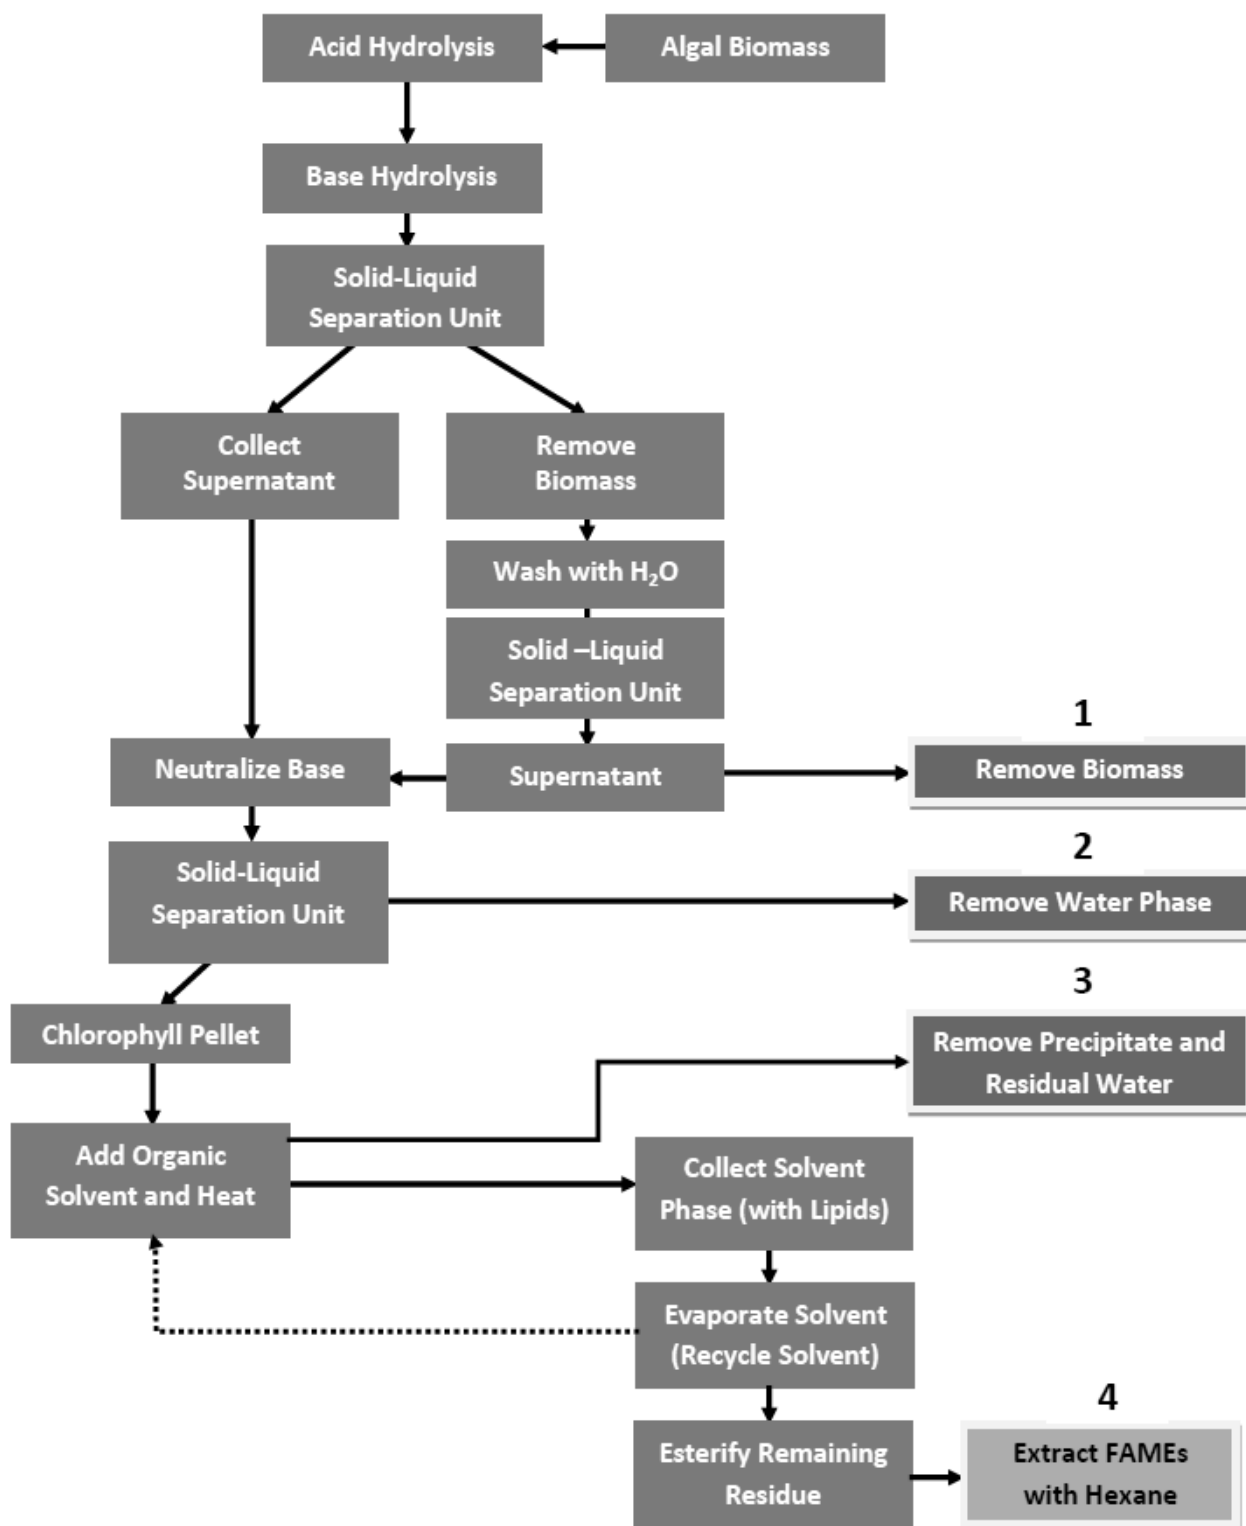 Acid Hydrolysis
Algal Biomass
Base Hydrolysis
Solid-Liquid
Separation Unit
Collect
Supernatant
Remove
Biomass
Wash with H₂O
Solid –Liquid
Separation Unit
1
Neutralize Base
Supernatant
Remove Biomass
2
Solid-Liquid
Separation Unit
Remove Water Phase
3
Chlorophyll Pellet
Remove Precipitate and
Residual Water
Add Organic
Solvent and Heat
Collect Solvent
Phase (with Lipids)
Evaporate Solvent
(Recycle Solvent)
4
Esterify Remaining
Residue
Extract FAMEs
with Hexane